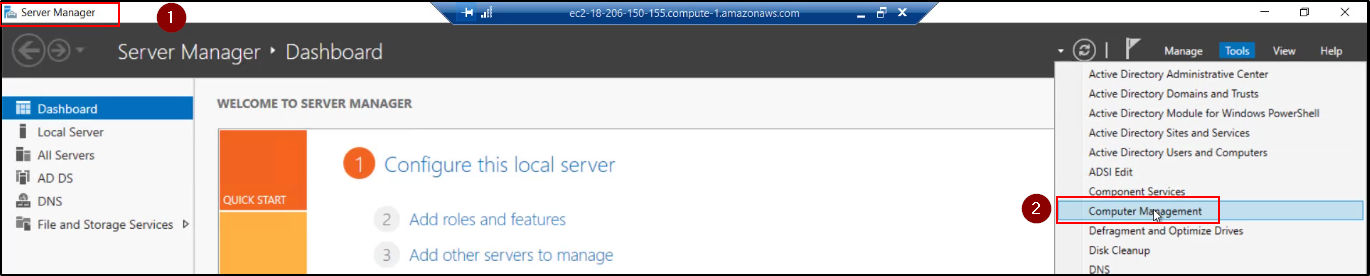 Server Manager
1
ec2-18-206-150-155.compute-1.amazonaws.com
Server Manager ‣ Dashboard
Manage Tools View Help
Dashboard
Local Server
All Servers
AD DS
DNS
File and Storage Services
WELCOME TO SERVER MANAGER
QUICK START
1 Configure this local server
2 Add roles and features
3 Add other servers to manage
Active Directory Administrative Center
Active Directory Domains and Trusts
Active Directory Module for Windows PowerShell
Active Directory Sites and Services
Active Directory Users and Computers
ADSI Edit
Component Services
2
Computer Management
Defragment and Optimize Drives
Disk Cleanup
DNS